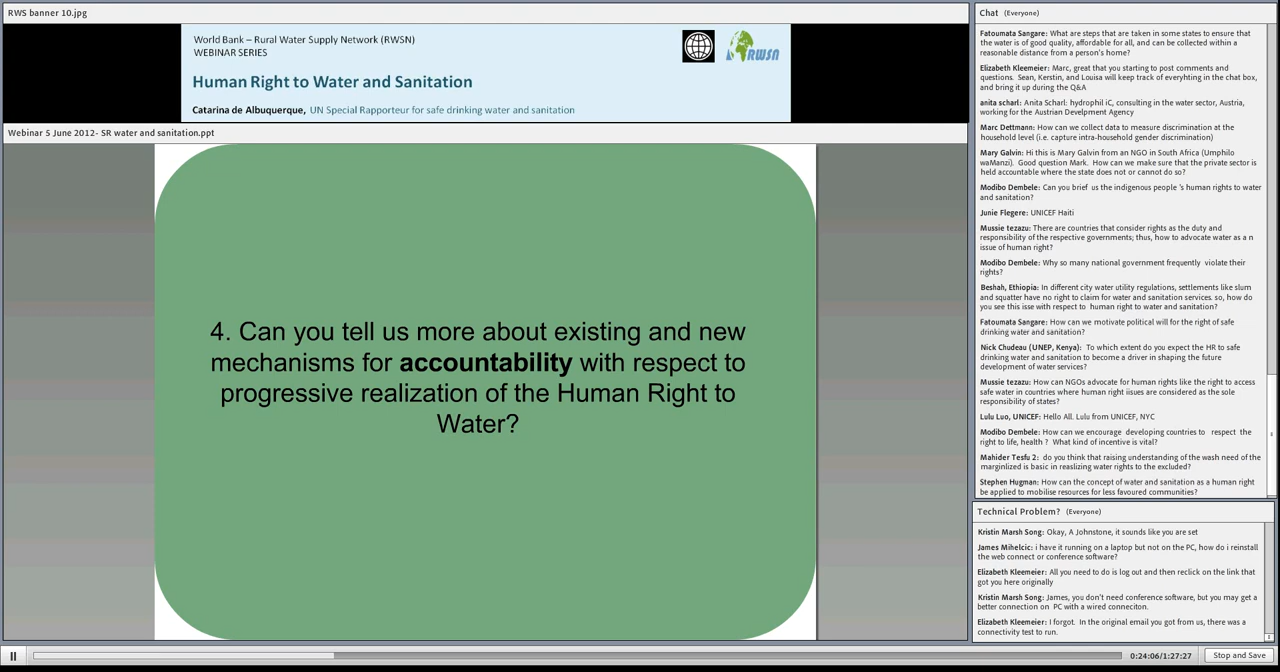 RWS banner 10.jpg
World Bank – Rural Water Supply Network (RWSN)
WEBINAR SERIES
RWSN
Human Right to Water and Sanitation
Catarina de Albuquerque, UN Special Rapporteur for safe drinking water and sanitation
Webinar 5 June 2012- SR water and sanitation.ppt
4. Can you tell us more about existing and new
mechanisms for accountability with respect to
progressive realization of the Human Right to
Water?
Chat (Everyone)
Fatoumata Sangare: What are steps that are taken in some states to ensure that
the water is of good quality, affordable for all, and can be collected within a
reasonable distance from a person's home?
Elizabeth Kleemeier: Marc, great that you starting to post comments and
questions. Sean, Kerstin, and Louisa will keep track of everyhting in the chat box,
and bring it up during the Q&A
anita scharl: Anita Scharl: hydrophil iC, consulting in the water sector, Austria,
working for the Austrian Develpment Agency
Marc Dettmann: How can we collect data to measure discrimination at the
household level (i.e. capture intra-household gender discrimination)
Mary Galvin: Hi this is Mary Galvin from an NGO in South Africa (Umphilo
waManzi). Good question Mark. How can we make sure that the private sector is
held accountable where the state does not or cannot do so?
Modibo Dembele: Can you brief us the indigenous people 's human rights to water
and sanitation?
Junie Flegere: UNICEF Haiti
Mussie tezazu: There are countries that consider rights as the duty and
responsibility of the respective governments; thus, how to advocate water as a n
issue of human right?
Modibo Dembele: Why so many national government frequently violate their
rights?
Beshah, Ethiopia: In different city water utility regulations, settlements like slum
and squatter have no right to claim for water and sanitation services. so, how do
you see this isse with respect to human right to water and sanitation?
Fatoumata Sangare: How can we motivate political will for the right of safe
drinking water and sanitation?
Nick Chudeau (UNEP, Kenya): To which extent do you expect the HR to safe
drinking water and sanitation to become a driver in shaping the future
development of water services?
Mussie tezazu: How can NGOs advocate for human rights like the right to access
safe water in countries where human right iisues are considered as the sole
responsibility of states?
Lulu Luo, UNICEF: Hello All. Lulu from UNICEF, NYC
Modibo Dembele: How can we encourage developing countries to respect the
right to life, health ? What kind of incentive is vital?
Mahider Tesfu 2: do you think that raising understanding of the wash need of the
marginlized is basic in reaslizing water rights to the excluded?
Stephen Hugman: How can the concept of water and sanitation as a human right
be applied to mobilise resources for less favoured communities?
Technical Problem? (Everyone)
Kristin Marsh Song: Okay, A Johnstone, it sounds like you are set
James Mihelcic: i have it running on a laptop but not on the PC, how do i reinstall
the web connect or conference software?
Elizabeth Kleemeier: All you need to do is log out and then reclick on the link that
got you here originally
Kristin Marsh Song: James, you don't need conference software, but you may get a
better connection on PC with a wired conneciton.
Elizabeth Kleemeier: I forgot. In the original email you got from us, there was a
connectivity test to run.
0:24:06/1:27:27
Stop and Save